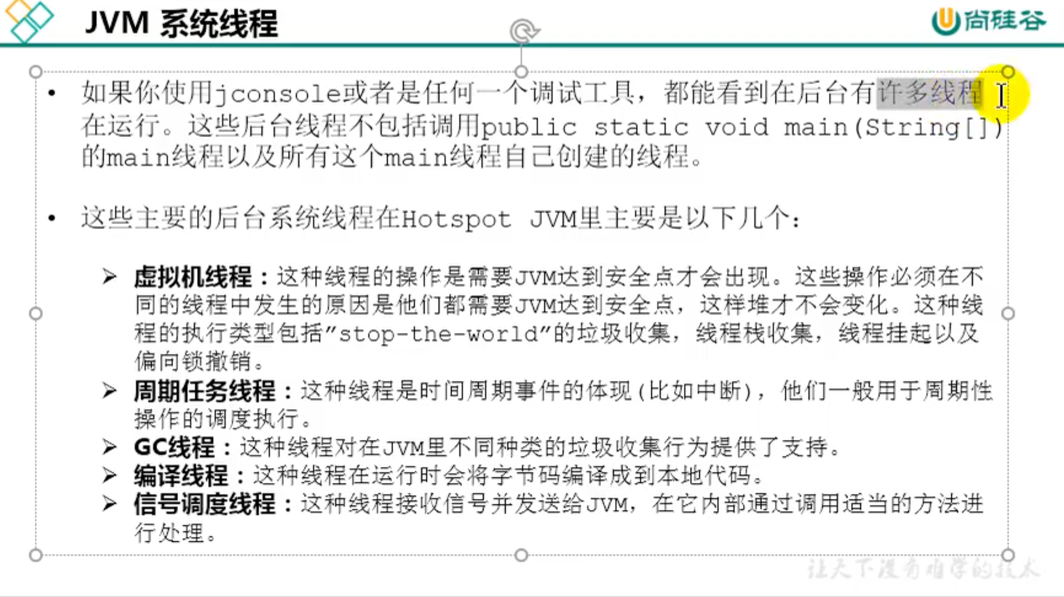 JVM 系统线程
尚硅谷
• 如果你使用jconsole或者是任何一个调试工具，都能看到在后台有许多线程
在运行。这些后台线程不包括调用public static void main(String[])
的main线程以及所有这个main线程自己创建的线程。
• 这些主要的后台系统线程在Hotspot JVM里主要是以下几个：
➢ 虚拟机线程：这种线程的操作是需要JVM达到安全点才会出现。这些操作必须在不
同的线程中发生的原因是他们都需要JVM达到安全点，这样堆才不会变化。这种线
程的执行类型包括”stop-the-world”的垃圾收集，线程栈收集，线程挂起以及
偏向锁撤销。
➢ 周期任务线程：这种线程是时间周期事件的体现(比如中断)，他们一般用于周期性
操作的调度执行。
➢ GC线程：这种线程对在JVM里不同种类的垃圾收集行为提供了支持。
➢ 编译线程：这种线程在运行时会将字节码编译成到本地代码。
➢ 信号调度线程：这种线程接收信号并发送给JVM，在它内部通过调用适当的方法进
行处理。
让天下没有难学的技术